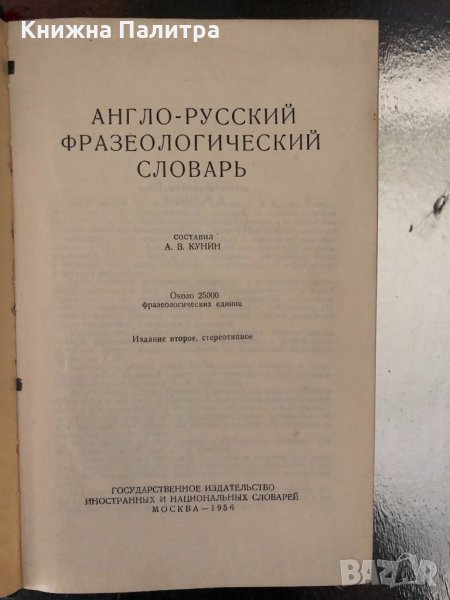 Книжна Палитра
АНГЛО-РУССКИЙ
ФРАЗЕОЛОГИЧЕСКИЙ
СЛОВАРЬ
СОСТАВИЛ
А. В. КУНИН
Около 25000
фразеологических единиц
Издание второе, стереотипное
ГОСУДАРСТВЕННОЕ ИЗДАТЕЛЬСТВО
ИНОСТРАННЫХ И НАЦИОНАЛЬНЫХ СЛОВАРЕЙ
МОСКВА — 1956
BAZAR